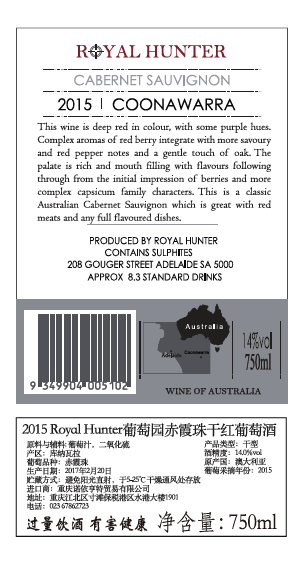 ROYAL HUNTER
CABERNET SAUVIGNON
2015 | COONAWARRA
This wine is deep red in colour, with some purple hues.
Complex aromas of red berry integrate with more savoury
and red pepper notes and a gentle touch of oak. The
palate is rich and mouth filling with flavours following
through from the initial impression of berries and more
complex capsicum family characters. This is a classic
Australian Cabernet Sauvignon which is great with red
meats and any full flavoured dishes.
PRODUCED BY ROYAL HUNTER
CONTAINS SULPHITES
208 GOUGER STREET ADELAIDE SA 5000
APPROX 8.3 STANDARD DRINKS
Australia
Adelaide
Coonawarra
14%vol
750ml
9 349904 005102
WINE OF AUSTRALIA
2015 Royal Hunter葡萄园赤霞珠干红葡萄酒
原料与辅料:葡萄汁，二氧化硫 产品类型：干型
产区：库纳瓦拉 酒精度：14.0%vol
葡萄品种：赤霞珠 原产国：澳大利亚
生产日期：2017年2月20日 葡萄采摘年份：2015
贮藏方式：避免阳光直射，于5-25℃干燥通风处存放
进口商：重庆诺依亨特贸易有限公司
地址：重庆江北区寸滩保税港区水港大楼1901
电话：023 67862723
过量饮酒 有害健康 净含量：750ml